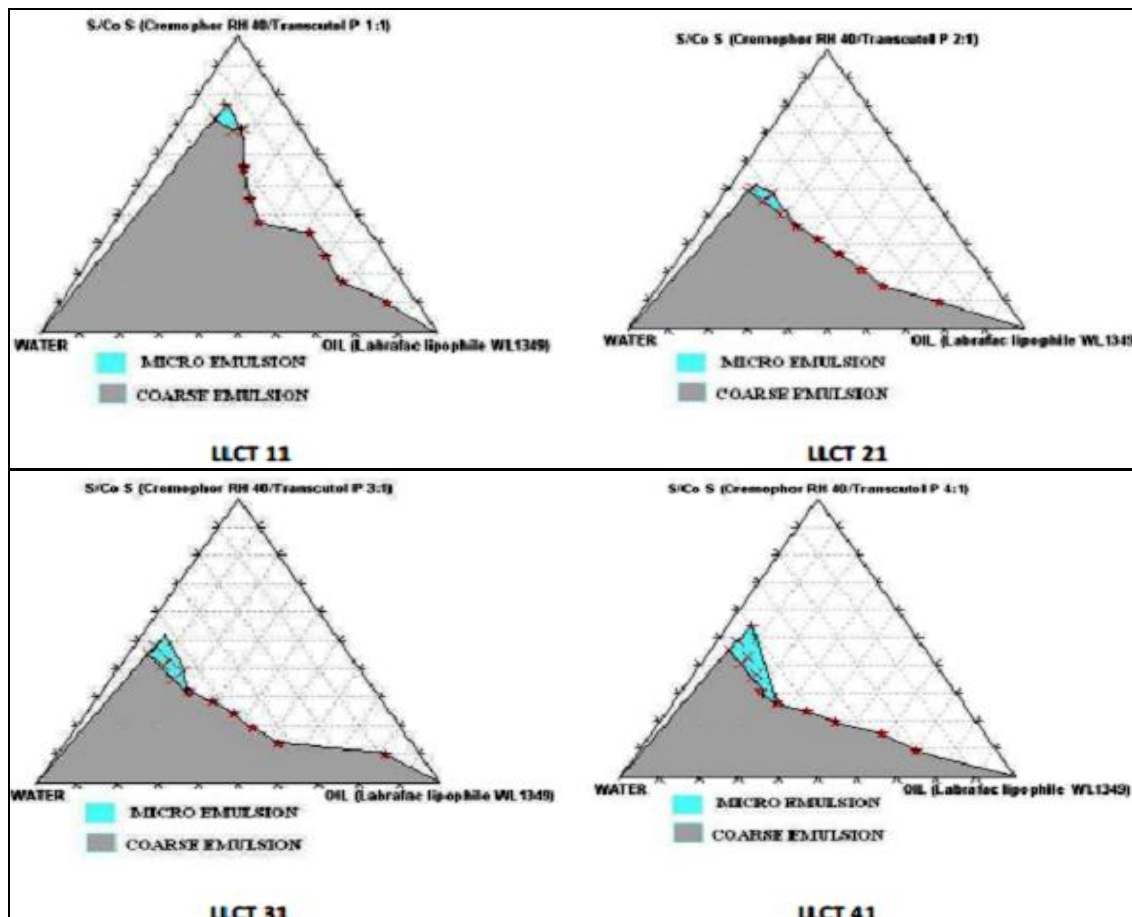 S/Co S (Cremophor RH 40/Transcutol P 1:1)
WATER
OIL (Labrafac lipophile WL1349)
MICRO EMULSION
COARSE EMULSION
LLCT 11
S/Co S (Cremophor RH 40/Transcutol P 2:1)
WATER
OIL (Labrafac lipophile WL1349
MICRO EMULSION
COARSE EMULSION
LLCT 21
S/Co S (Cremophor RH 40/Transcutol P 3:1)
WATER
OIL (Labrafac lipophile WL1349)
MICRO EMULSION
COARSE EMULSION
LLCT 31
S/Co S (Cremophor RH 40/Transcutol P 4:1)
WATER
OIL (Labrafac lipophile WL1349)
MICRO EMULSION
COARSE EMULSION
LLCT 41